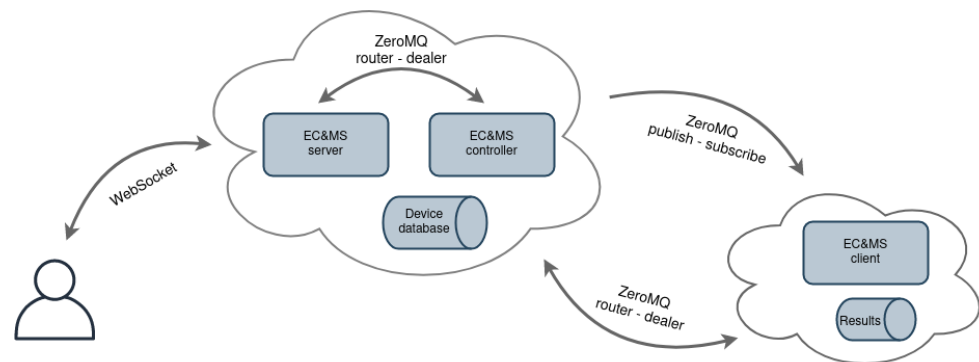 ZeroMQ
router - dealer
EC&MS
server
EC&MS
controller
Device
database
WebSocket
ZeroMQ
publish - subscribe
EC&MS
client
Results
ZeroMQ
router - dealer